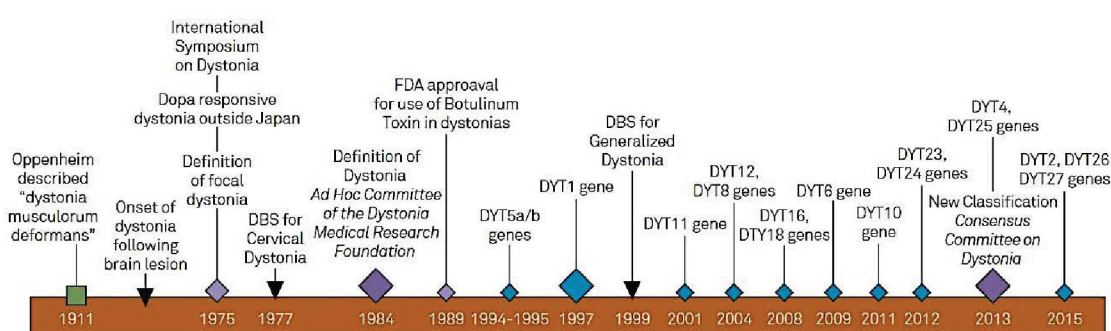 Oppenheim
described
"dystonia
musculorum
deformans"
Onset of
dystonia
following
brain lesion
International
Symposium
on Dystonia
Dopa responsive
dystonia outside Japan
Definition
of focal
dystonia
DBS for
Cervical
Dystonia
Definition of
Dystonia
Ad Hoc Committee
of the Dystonia
Medical Research
Foundation
FDA approaval
for use of Botulinum
Toxin in dystonias
DYT5a/b
genes
DYT1 gene
DBS for
Generalized
Dystonia
DYT11 gene
DYT12,
DYT8 genes
DYT16,
DTY18 genes
DYT6 gene
DYT10
gene
DYT23,
DYT24 genes
DYT4,
DYT25 genes
New Classification
Consensus
Committee on
Dystonia
DYT2, DYT26
DYT27 genes
1911 1975 1977 1984 1989 1994-1995 1997 1999 2001 2004 2008 2009 2011 2012 2013 2015